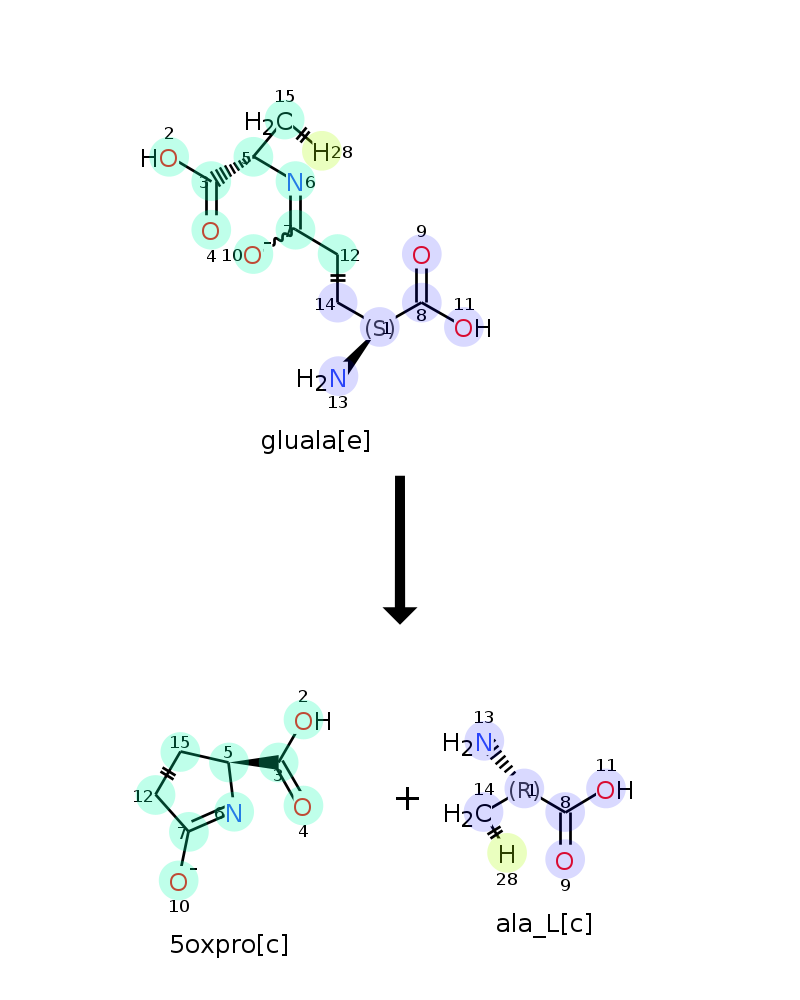 15
H2C
2
HO
5
H28
3
N6
O
4
7
10O-
12
9
O
14
11
(S)
1
8
OH
H2N
13
gluala[e]
2
OH
15
5
3
12
6N
O
4
7
O-
10
5oxpro[c]
+
13
H2N
11
14
(R)
1
OH
8
H2C
H
28
O
9
ala_L[c]